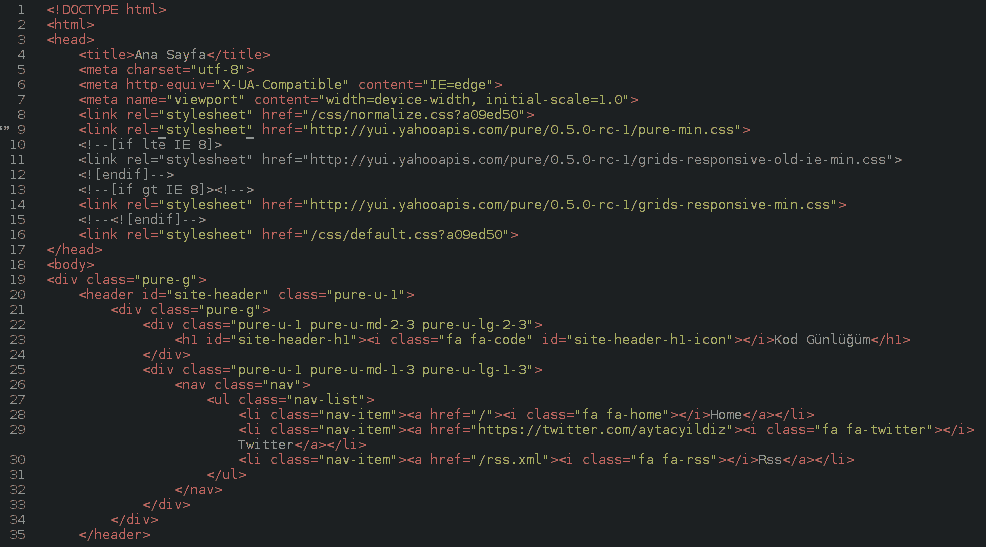 1 <!DOCTYPE html>
2 <html>
3 <head>
4     <title>Ana Sayfa</title>
5     <meta charset="utf-8">
6     <meta http-equiv="X-UA-Compatible" content="IE=edge">
7     <meta name="viewport" content="width=device-width, initial-scale=1.0">
8     <link rel="stylesheet" href="/css/normalize.css?a09ed50">
9     <link rel="stylesheet" href="http://yui.yahooapis.com/pure/0.5.0-rc-1/pure-min.css">
10     <!--[if lte IE 8]>
11     <link rel="stylesheet" href="http://yui.yahooapis.com/pure/0.5.0-rc-1/grids-responsive-old-ie-min.css">
12     <![endif]-->
13     <!--[if gt IE 8]><!-->
14     <link rel="stylesheet" href="http://yui.yahooapis.com/pure/0.5.0-rc-1/grids-responsive-min.css">
15     <!--<![endif]-->
16     <link rel="stylesheet" href="/css/default.css?a09ed50">
17 </head>
18 <body>
19 <div class="pure-g">
20     <header id="site-header" class="pure-u-1">
21         <div class="pure-g">
22             <div class="pure-u-1 pure-u-md-2-3 pure-u-lg-2-3">
23                 <h1 id="site-header-h1"><i class="fa fa-code" id="site-header-h1-icon"></i>Kod Günlüğüm</h1>
24             </div>
25             <div class="pure-u-1 pure-u-md-1-3 pure-u-lg-1-3">
26                 <nav class="nav">
27                     <ul class="nav-list">
28                         <li class="nav-item"><a href="/"><i class="fa fa-home"></i>Home</a></li>
29                         <li class="nav-item"><a href="https://twitter.com/aytacyildiz"><i class="fa fa-twitter"></i>
                        Twitter</a></li>
30                         <li class="nav-item"><a href="/rss.xml"><i class="fa fa-rss"></i>Rss</a></li>
31                     </ul>
32                 </nav>
33             </div>
34         </div>
35     </header>